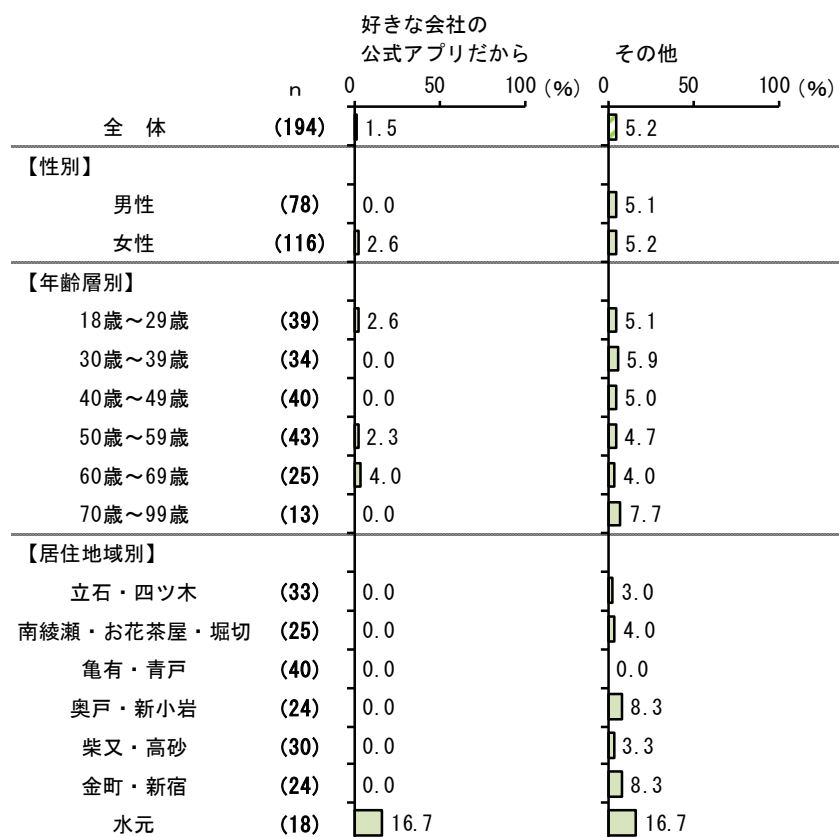 好きな会社の
公式アプリだから その他
n 0 50 100 (%) 0 50 100 (%)
全 体 (194) 1.5 5.2
【性別】
男性 (78) 0.0 5.1
女性 (116) 2.6 5.2
【年齢層別】
18歳～29歳 (39) 2.6 5.1
30歳～39歳 (34) 0.0 5.9
40歳～49歳 (40) 0.0 5.0
50歳～59歳 (43) 2.3 4.7
60歳～69歳 (25) 4.0 4.0
70歳～99歳 (13) 0.0 7.7
【居住地域別】
立石・四ツ木 (33) 0.0 3.0
南綾瀬・お花茶屋・堀切 (25) 0.0 4.0
亀有・青戸 (40) 0.0 0.0
奥戸・新小岩 (24) 0.0 8.3
柴又・高砂 (30) 0.0 3.3
金町・新宿 (24) 0.0 8.3
水元 (18) 16.7 16.7